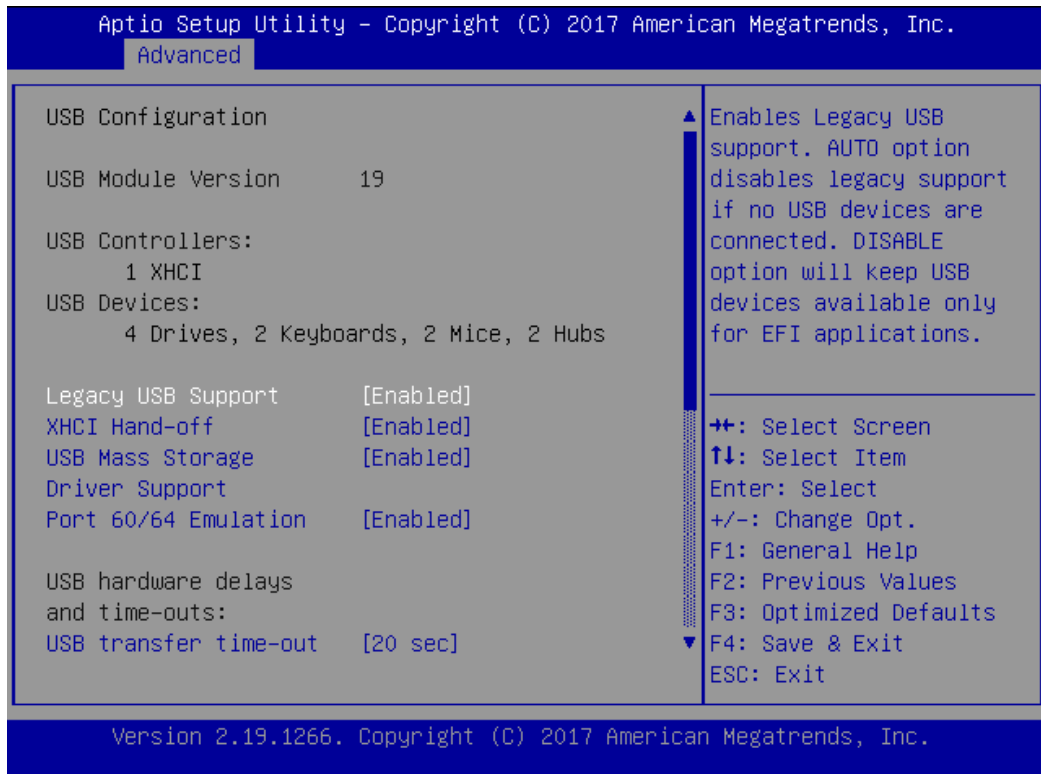 Aptio Setup Utility – Copyright (C) 2017 American Megatrends, Inc.
Advanced
USB Configuration
USB Module Version 19
USB Controllers:
1 XHCI
USB Devices:
4 Drives, 2 Keyboards, 2 Mice, 2 Hubs
Legacy USB Support [Enabled]
XHCI Hand-off [Enabled]
USB Mass Storage [Enabled]
Driver Support
Port 60/64 Emulation [Enabled]
USB hardware delays
and time-outs:
USB transfer time-out [20 sec]
Enables Legacy USB
support. AUTO option
disables legacy support
if no USB devices are
connected. DISABLE
option will keep USB
devices available only
for EFI applications.
→←: Select Screen
↑↓: Select Item
Enter: Select
+/-: Change Opt.
F1: General Help
F2: Previous Values
F3: Optimized Defaults
F4: Save & Exit
ESC: Exit
Version 2.19.1266. Copyright (C) 2017 American Megatrends, Inc.